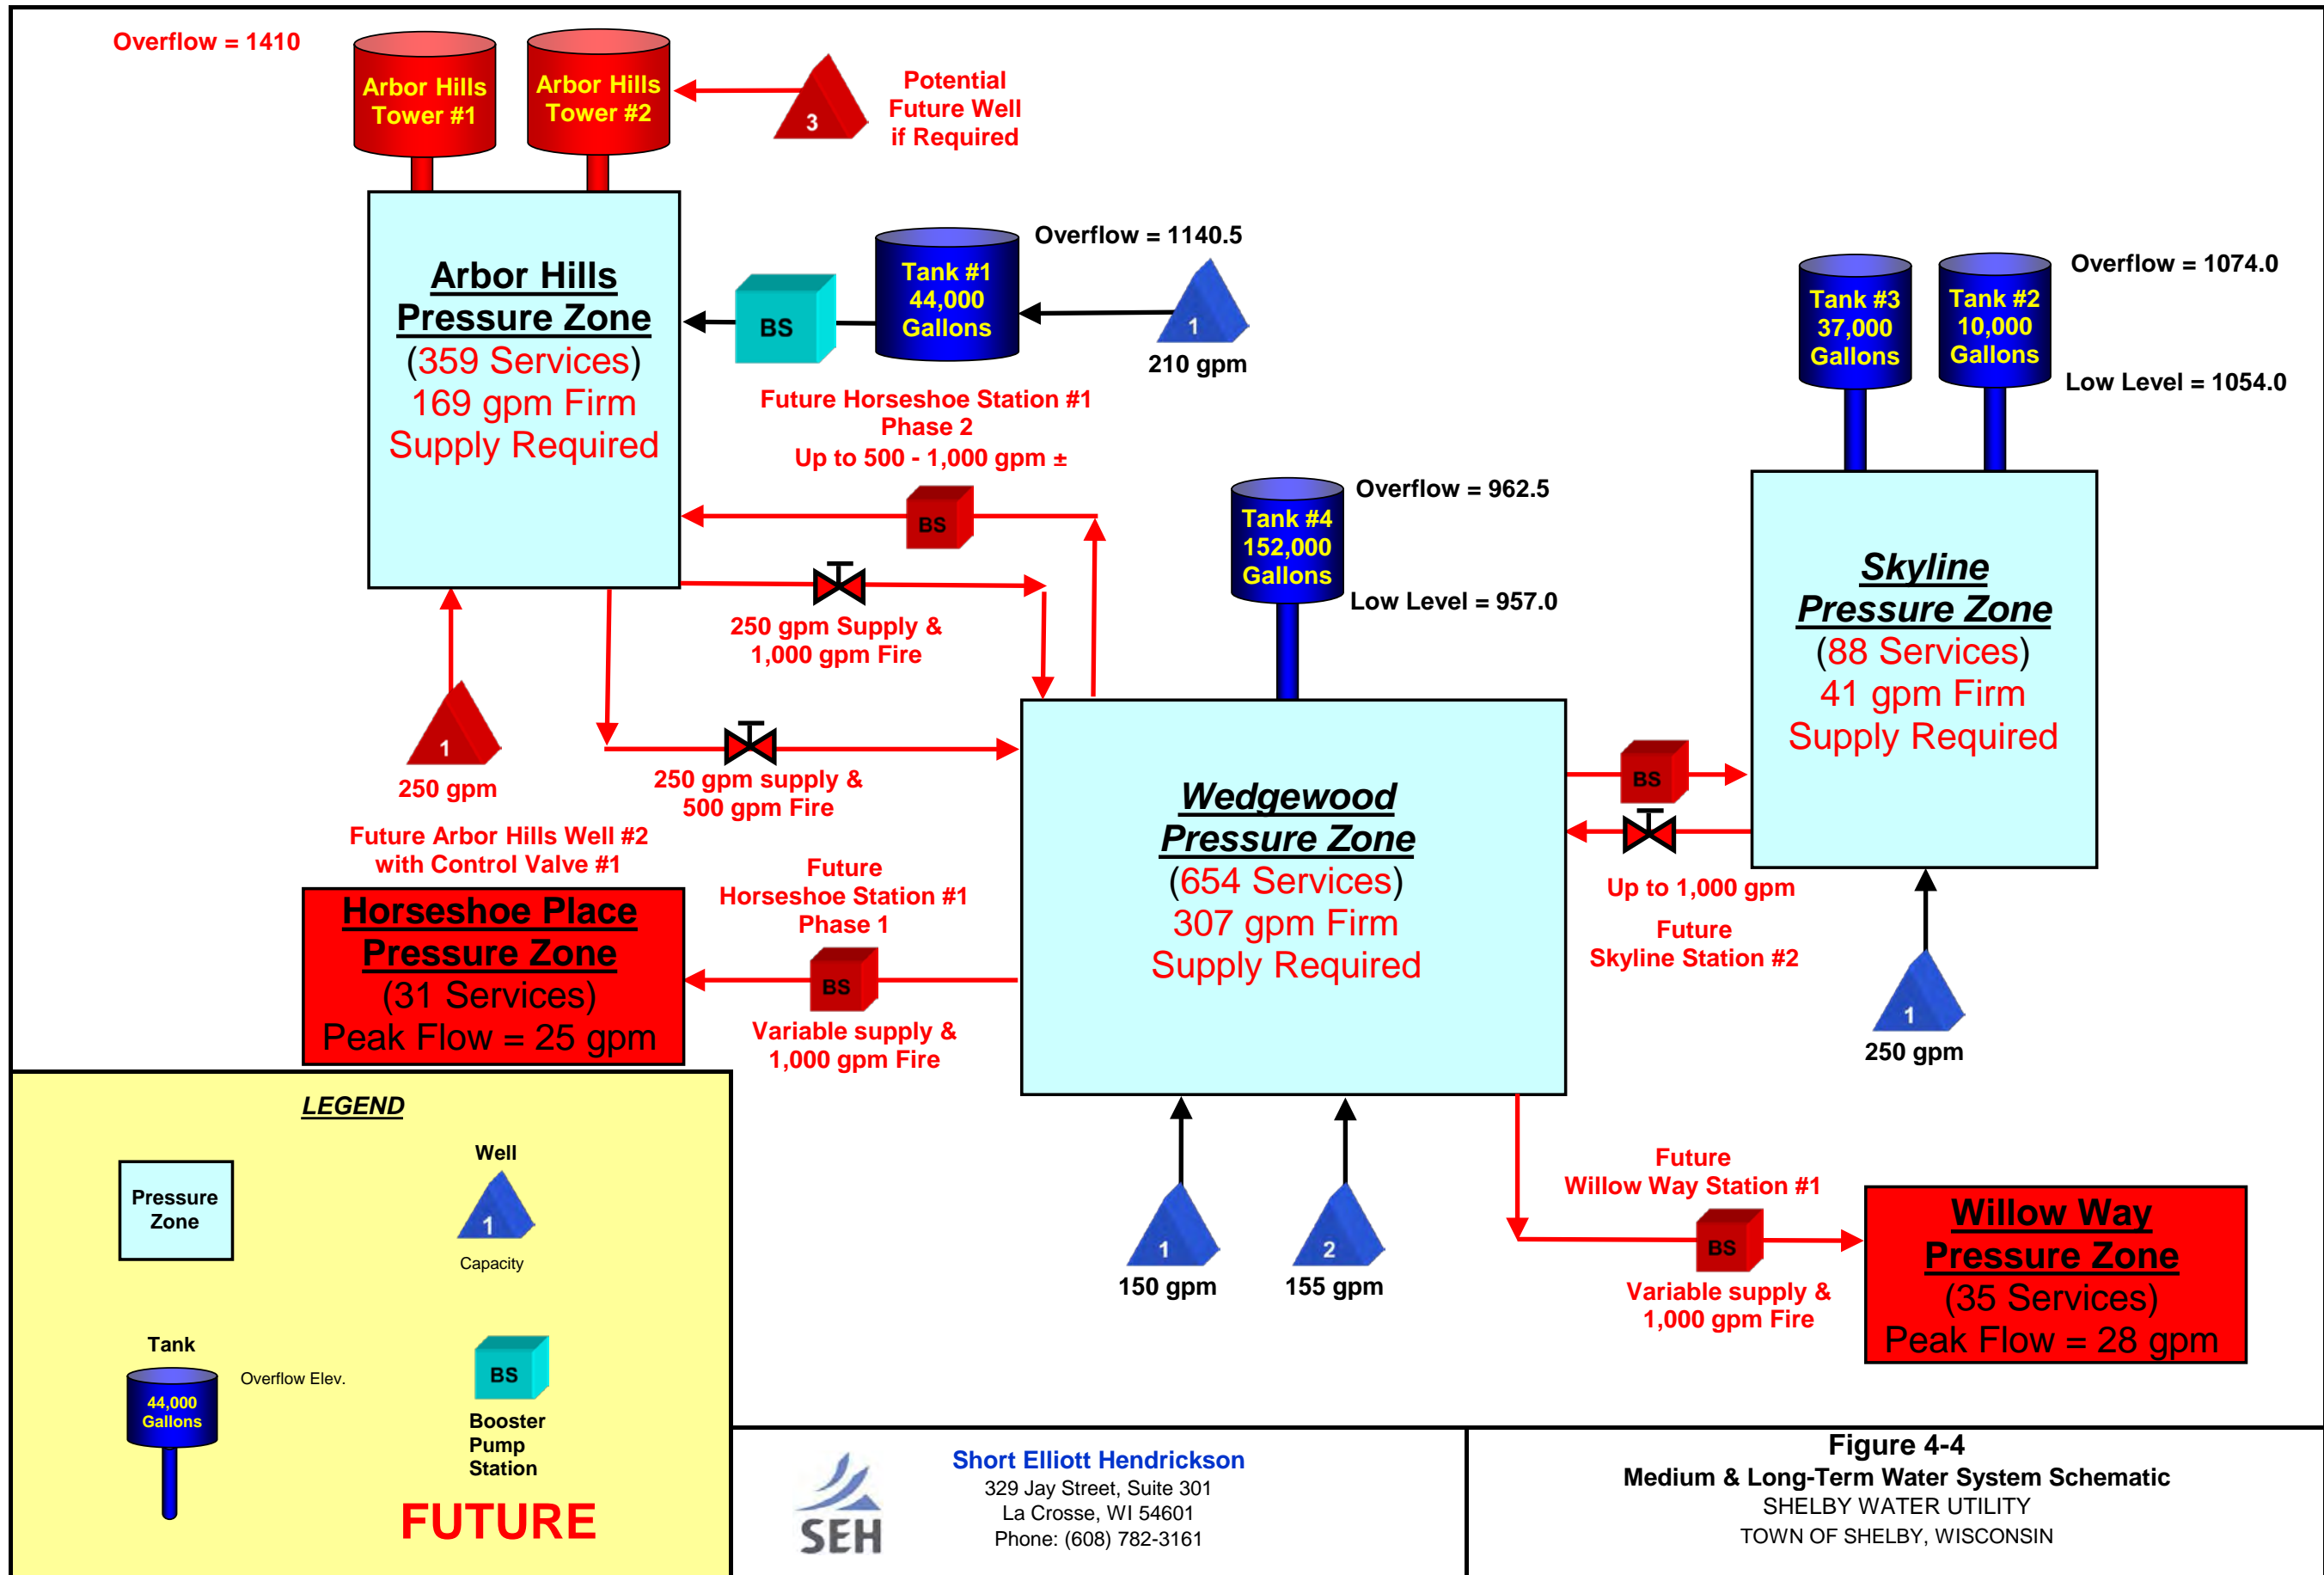 Overflow = 1410
Arbor Hills
Tower #1
Arbor Hills
Tower #2
3
Potential
Future Well
if Required
Arbor Hills
Pressure Zone
(359 Services)
169 gpm Firm
Supply Required
BS
Tank #1
44,000
Gallons
Overflow = 1140.5
1
210 gpm
Future Horseshoe Station #1
Phase 2
Up to 500 - 1,000 gpm ±
BS
250 gpm Supply &
1,000 gpm Fire
1
250 gpm
Future Arbor Hills Well #2
with Control Valve #1
250 gpm supply &
500 gpm Fire
Tank #4
152,000
Gallons
Overflow = 962.5
Low Level = 957.0
Tank #3
37,000
Gallons
Tank #2
10,000
Gallons
Overflow = 1074.0
Low Level = 1054.0
Skyline
Pressure Zone
(88 Services)
41 gpm Firm
Supply Required
Wedgewood
Pressure Zone
(654 Services)
307 gpm Firm
Supply Required
BS
Up to 1,000 gpm
Future
Skyline Station #2
1
250 gpm
Horseshoe Place
Pressure Zone
(31 Services)
Peak Flow = 25 gpm
Future
Horseshoe Station #1
Phase 1
BS
Variable supply &
1,000 gpm Fire
1
150 gpm
2
155 gpm
Future
Willow Way Station #1
BS
Variable supply &
1,000 gpm Fire
Willow Way
Pressure Zone
(35 Services)
Peak Flow = 28 gpm
LEGEND
Pressure
Zone
Well
1
Capacity
Tank
44,000
Gallons
Overflow Elev.
BS
Booster
Pump
Station
FUTURE
SEH
Short Elliott Hendrickson
329 Jay Street, Suite 301
La Crosse, WI 54601
Phone: (608) 782-3161
Figure 4-4
Medium & Long-Term Water System Schematic
SHELBY WATER UTILITY
TOWN OF SHELBY, WISCONSIN